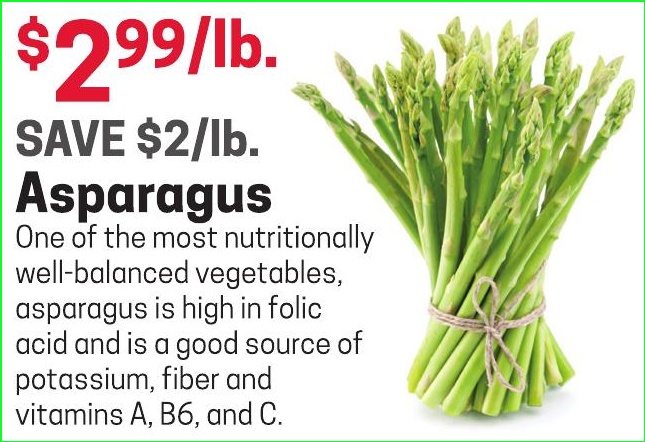 $2.99/lb.
SAVE $2/lb.
Asparagus
One of the most nutritionally
well-balanced vegetables,
asparagus is high in folic
acid and is a good source of
potassium, fiber and
vitamins A, B6, and C.